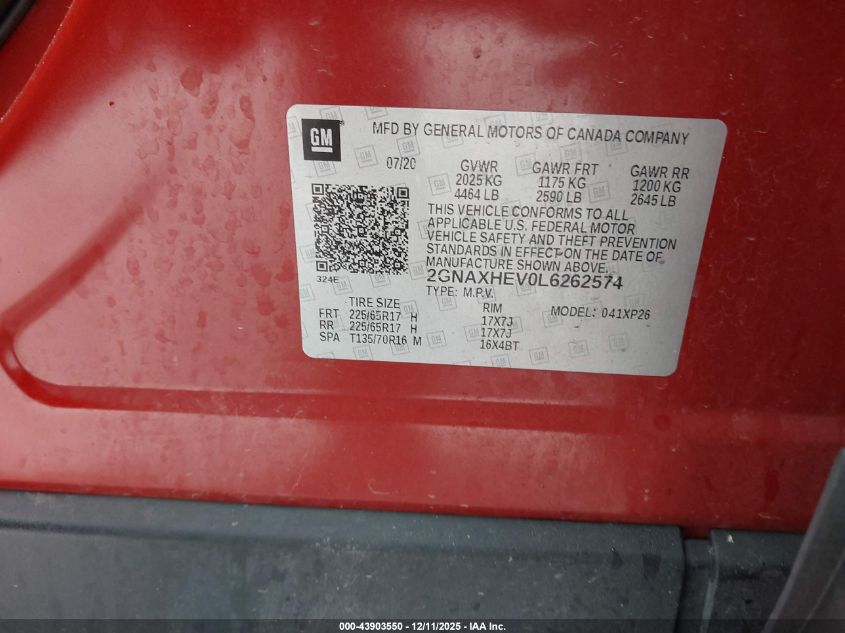 GM
MFD BY GENERAL MOTORS OF CANADA COMPANY
07/20 GVWR GAWR FRT GAWR RR
2025 KG 1175 KG 1200 KG
4464 LB 2590 LB 2645 LB
THIS VEHICLE CONFORMS TO ALL
APPLICABLE U.S. FEDERAL MOTOR
VEHICLE SAFETY AND THEFT PREVENTION
STANDARDS IN EFFECT ON THE DATE OF
MANUFACTURE SHOWN ABOVE.
324E 2GNAXHEV0L6262574
TYPE: M.P.V. MODEL: 041XP26
TIRE SIZE RIM
FRT 225/65R17 H 17X7J
RR 225/65R17 H 17X7J
SPA T135/70R16 M 16X4BT
000-43903550 - 12/11/2025 - IAA Inc.